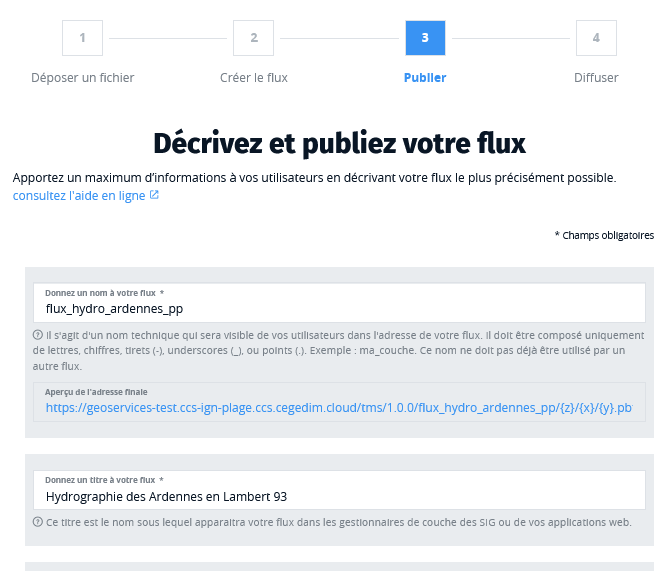 1
2
3
4
Déposer un fichier
Créer le flux
Publier
Diffuser
Décrivez et publiez votre flux
Apportez un maximum d'informations à vos utilisateurs en décrivant votre flux le plus précisément possible.
consultez l'aide en ligne
* Champs obligatoires
Donnez un nom à votre flux *
flux_hydro_ardennes_pp
Il s'agit d'un nom technique qui sera visible de vos utilisateurs dans l'adresse de votre flux. Il doit être composé uniquement
de lettres, chiffres, tirets (-), underscores (_), ou points (.). Exemple : ma_couche. Ce nom ne doit pas déjà être utilisé par un
autre flux.
Aperçu de l'adresse finale
https://geoservices-test.ccs-ign-plage.ccs.cegedim.cloud/tms/1.0.0/flux_hydro_ardennes_pp/{z}/{x}/{y}.pb
Donnez un titre à votre flux *
Hydrographie des Ardennes en Lambert 93
Ce titre est le nom sous lequel apparaitra votre flux dans les gestionnaires de couche des SIG ou de vos applications web.